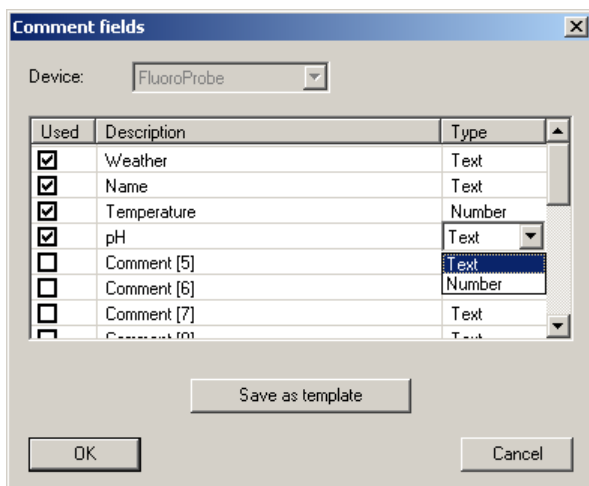 Comment fields
Device: FluoroProbe
Used Description Type
Weather Text
Name Text
Temperature Number
pH Text
Comment [5] Text
Comment [6] Number
Comment [7] Text
Save as template
OK Cancel